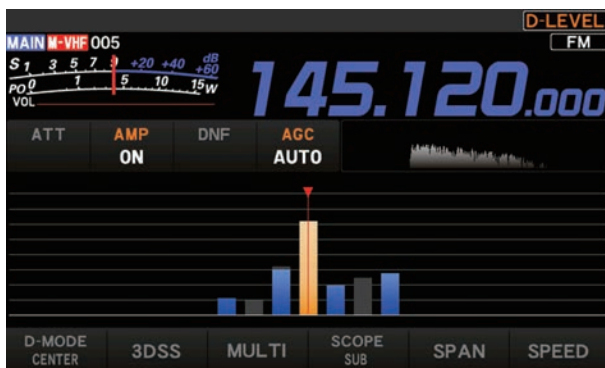 D-LEVEL
MAIN M-VHF 005
FM
S 1 3 5 7 9 +20 +40 +60 dB
PO 0 1 5 10 15 W
VOL
145.120.000
ATT AMP DNF AGC
ON AUTO
D-MODE 3DSS MULTI SCOPE SPAN SPEED
CENTER SUB